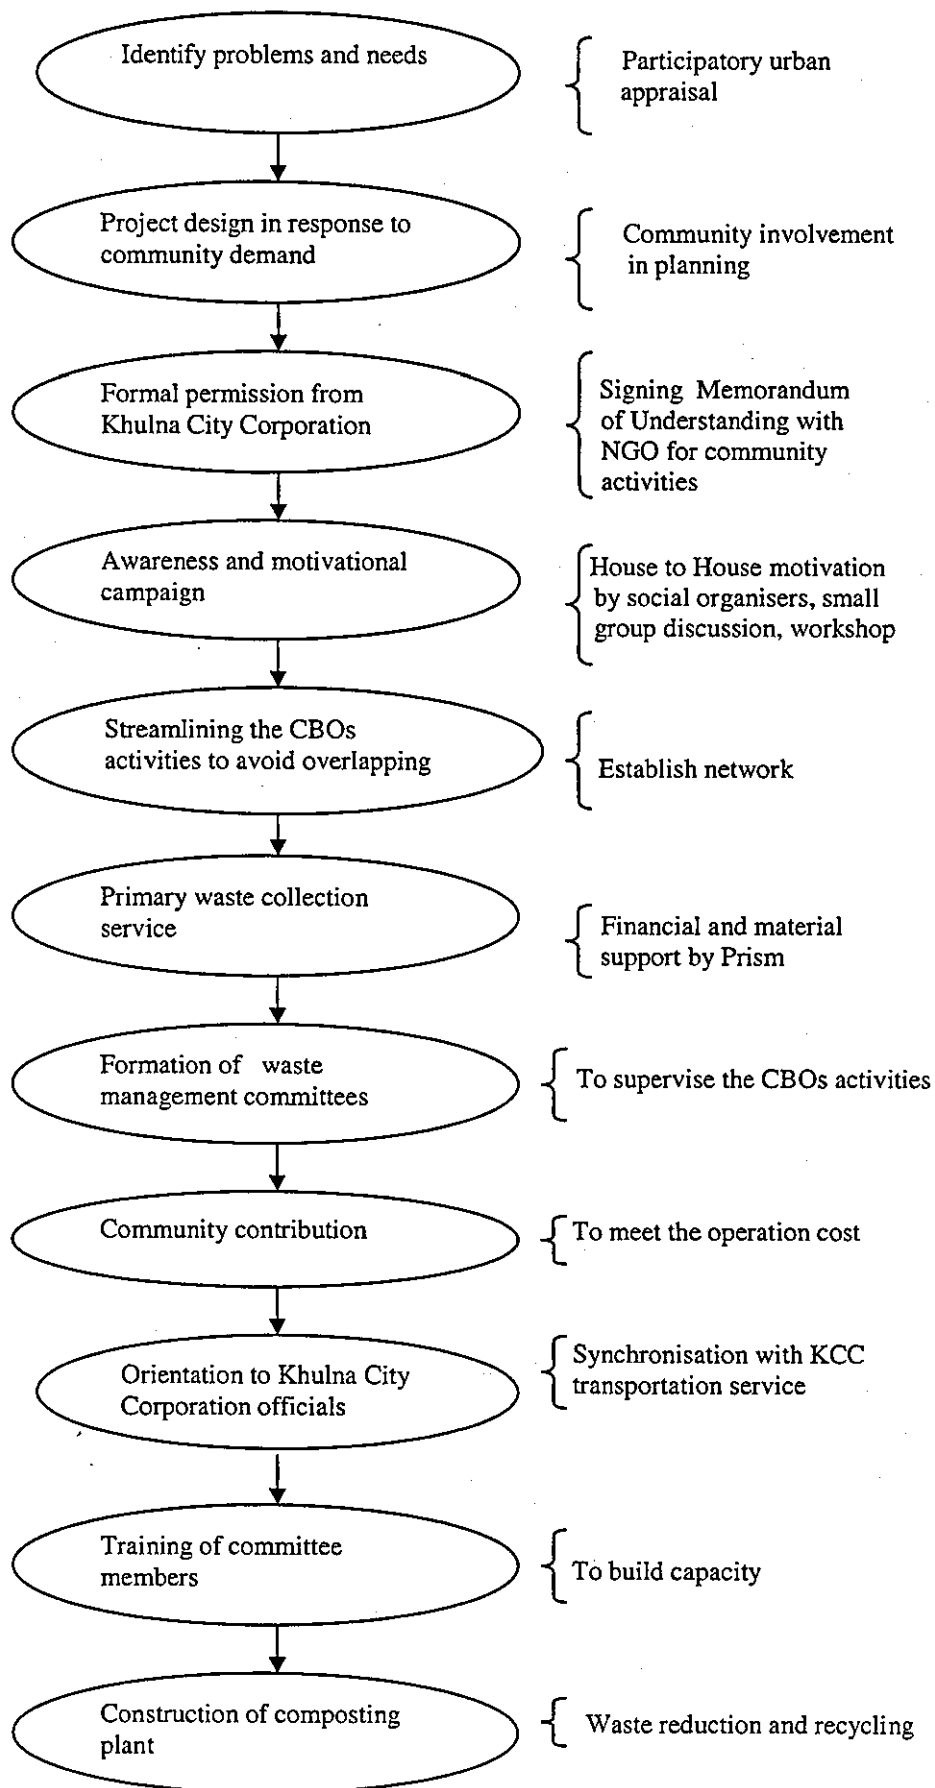 Identify problems and needs
Participatory urban
appraisal
Project design in response to
community demand
Community involvement
in planning
Formal permission from
Khulna City Corporation
Signing Memorandum
of Understanding with
NGO for community
activities
Awareness and motivational
campaign
House to House motivation
by social organisers, small
group discussion, workshop
Streamlining the CBOs
activities to avoid overlapping
Establish network
Primary waste collection
service
Financial and material
support by Prism
Formation of waste
management committees
To supervise the CBOs activities
Community contribution
To meet the operation cost
Orientation to Khulna City
Corporation officials
Synchronisation with KCC
transportation service
Training of committee
members
To build capacity
Construction of composting
plant
Waste reduction and recycling